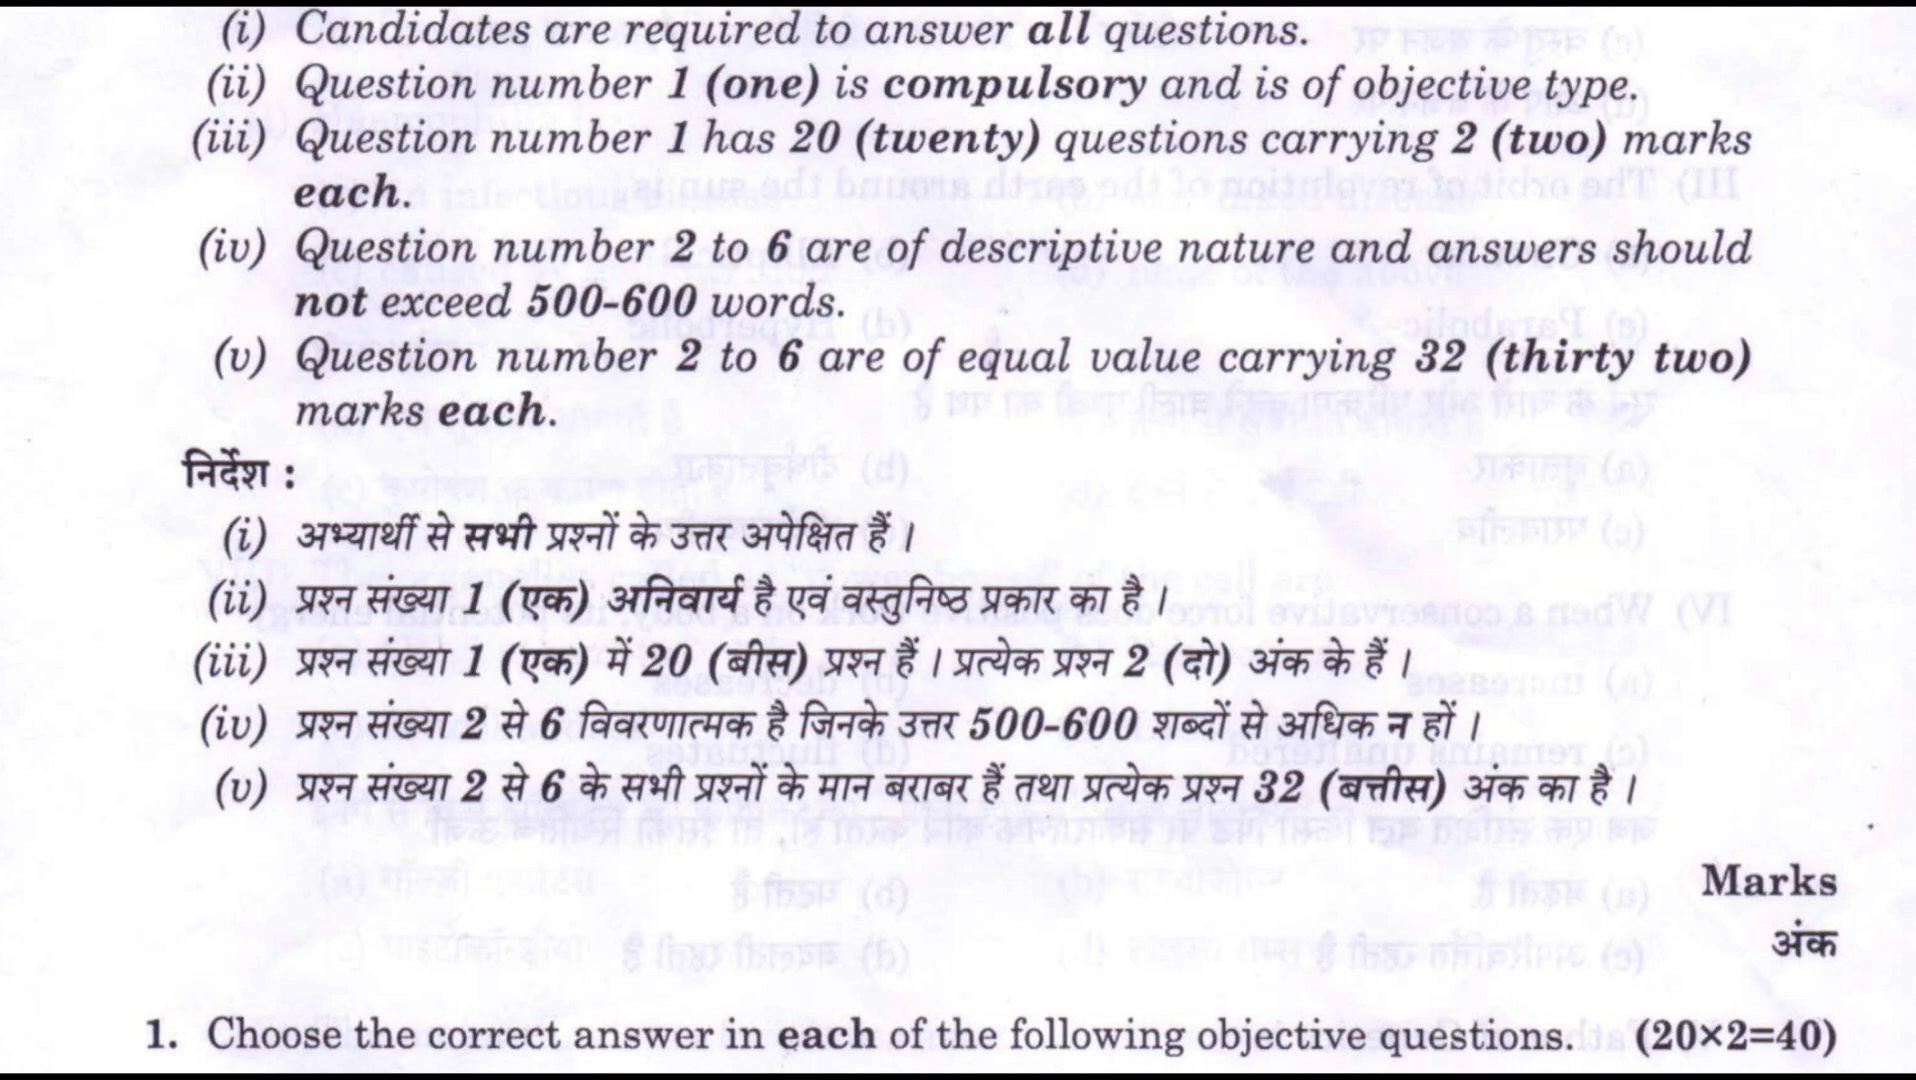 (i) Candidates are required to answer all questions.
(ii) Question number 1 (one) is compulsory and is of objective type.
(iii) Question number 1 has 20 (twenty) questions carrying 2 (two) marks
each.
(iv) Question number 2 to 6 are of descriptive nature and answers should
not exceed 500-600 words.
(v) Question number 2 to 6 are of equal value carrying 32 (thirty two)
marks each.
निर्देश :
(i) अभ्यार्थी से सभी प्रश्नों के उत्तर अपेक्षित हैं ।
(ii) प्रश्न संख्या 1 (एक) अनिवार्य है एवं वस्तुनिष्ठ प्रकार का है ।
(iii) प्रश्न संख्या 1 (एक) में 20 (बीस) प्रश्न हैं । प्रत्येक प्रश्न 2 (दो) अंक के हैं ।
(iv) प्रश्न संख्या 2 से 6 विवरणात्मक है जिनके उत्तर 500-600 शब्दों से अधिक न हों ।
(v) प्रश्न संख्या 2 से 6 के सभी प्रश्नों के मान बराबर हैं तथा प्रत्येक प्रश्न 32 (बत्तीस) अंक का है ।
Marks
अंक
1. Choose the correct answer in each of the following objective questions. (20×2=40)